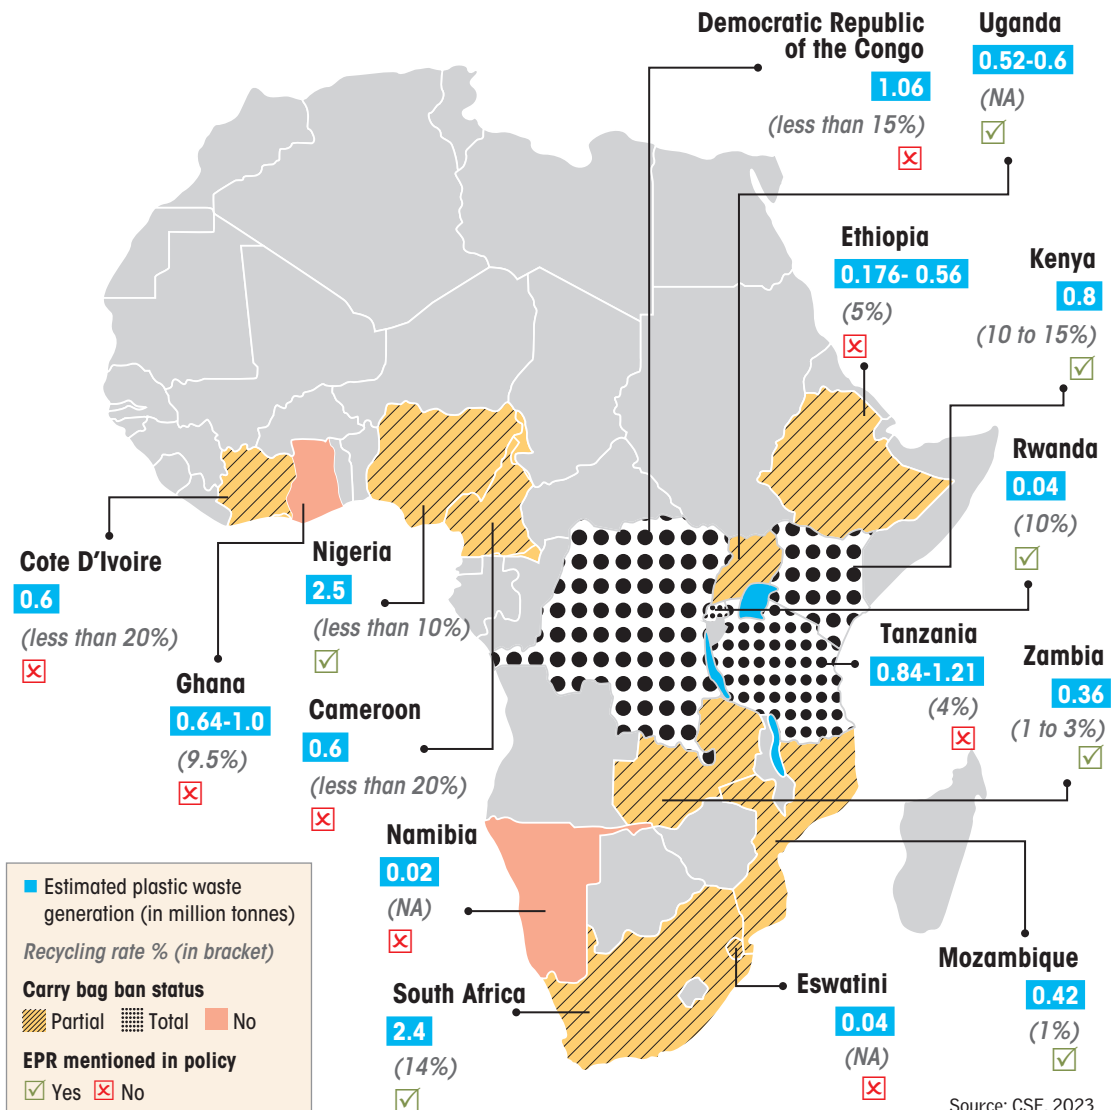 Democratic Republic
of the Congo
1.06
(less than 15%)
Uganda
0.52-0.6
(NA)
Ethiopia
0.176- 0.56
(5%)
Kenya
0.8
(10 to 15%)
Rwanda
0.04
(10%)
Cote D'Ivoire
0.6
(less than 20%)
Nigeria
2.5
(less than 10%)
Ghana
0.64-1.0
(9.5%)
Cameroon
0.6
(less than 20%)
Tanzania
0.84-1.21
(4%)
Zambia
0.36
(1 to 3%)
Namibia
0.02
(NA)
Mozambique
0.42
(1%)
South Africa
2.4
(14%)
Eswatini
0.04
(NA)
Estimated plastic waste
generation (in million tonnes)
Recycling rate % (in bracket)
Carry bag ban status
Partial Total No
EPR mentioned in policy
Yes No
Source: CSE, 2023